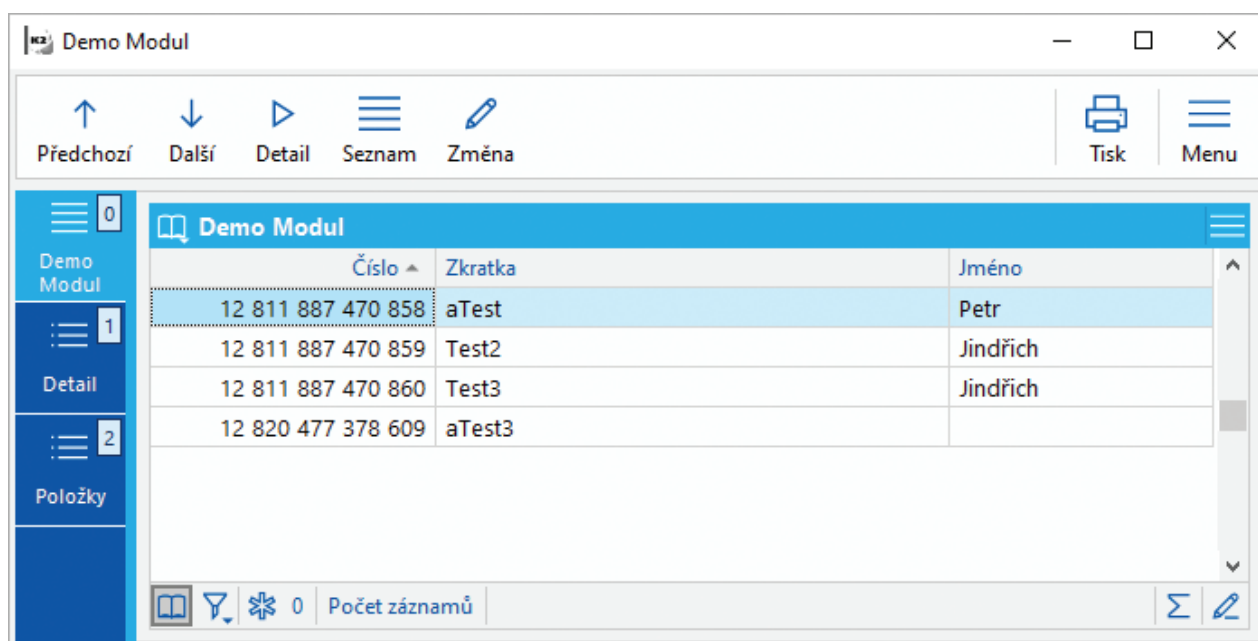 K2 Demo Modul
Předchozí Další Detail Seznam Změna Tisk Menu
0
Demo Modul
1
Detail
2
Položky
Demo Modul
Číslo Zkratka Jméno
12 811 887 470 858 aTest Petr
12 811 887 470 859 Test2 Jindřich
12 811 887 470 860 Test3 Jindřich
12 820 477 378 609 aTest3
0 Počet záznamů Σ